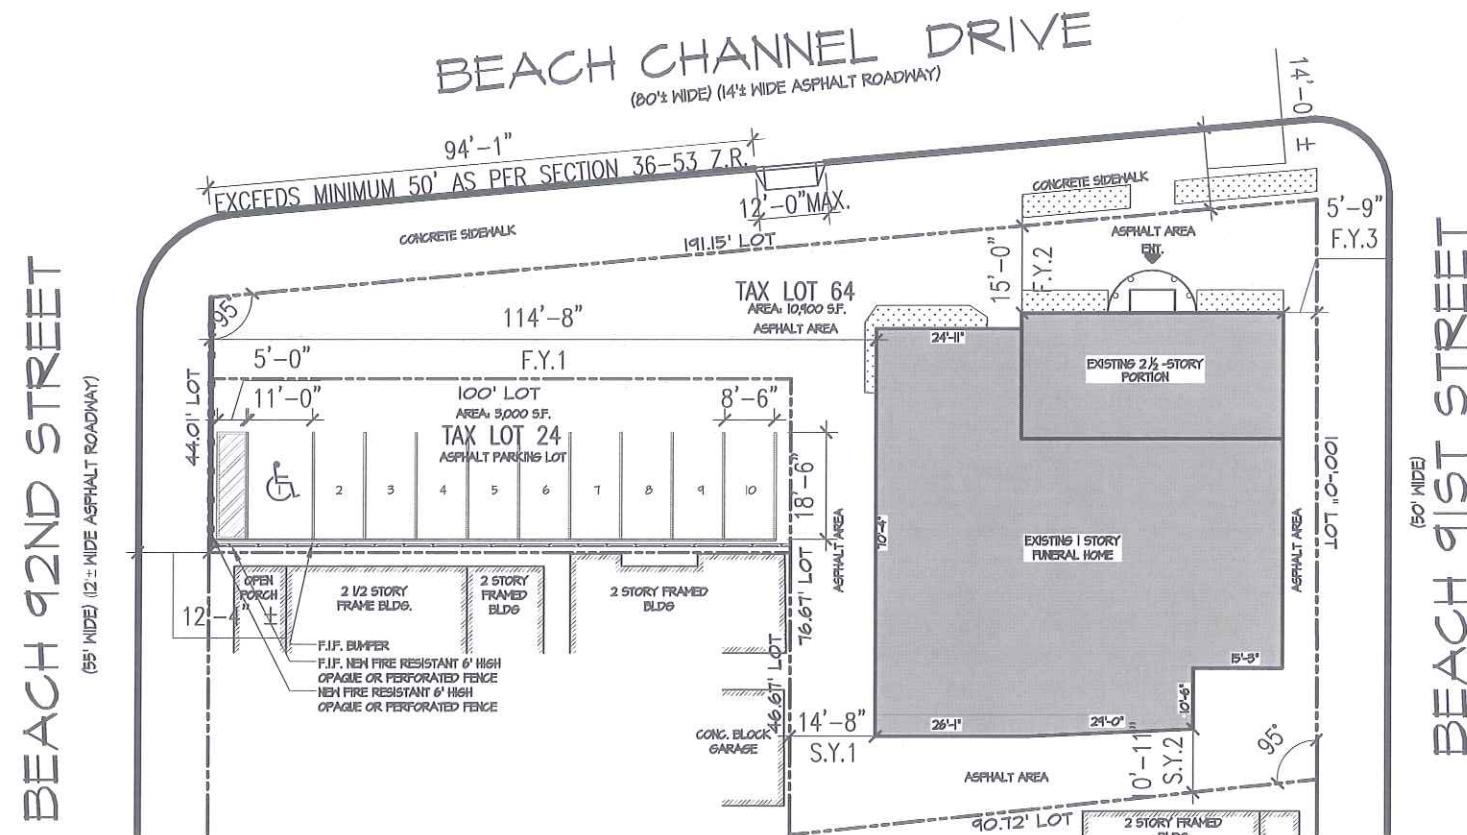 BEACH CHANNEL DRIVE
(80'± WIDE) (14'± WIDE ASPHALT ROADWAY)
14'-0 ±
94'-1"
EXCEEDS MINIMUM 50' AS PER SECTION 36-53 Z.R.
12'-0"MAX.
CONCRETE SIDEWALK
CONCRETE SIDEWALK
191.15' LOT
5'-9"
F.Y.3
ASPHALT AREA
ENT.
15'-0"
F.Y.2
95°
TAX LOT 64
AREA: 10,900 S.F.
ASPHALT AREA
114'-8"
F.Y.1
24'-11"
EXISTING 2 ½ -STORY
PORTION
5'-0"
11'-0"
100' LOT
AREA: 3,000 S.F.
TAX LOT 24
ASPHALT PARKING LOT
8'-6"
44.01' LOT
18'-6"
2
3
4
5
6
7
8
9
10
BEACH 92ND STREET
(55' WIDE) (12'± WIDE ASPHALT ROADWAY)
BEACH 91ST STREET
(50' WIDE)
100'-0" LOT
ASPHALT AREA
ASPHALT AREA
70'-4"
EXISTING 1 STORY
FUNERAL HOME
OPEN
PORCH
2 1/2 STORY
FRAME BLDG.
2 STORY
FRAMED
BLDG
2 STORY FRAMED
BLDG
12'-4" ±
76.67' LOT
46.67' LOT
F.I.F. BUMPER
F.I.F. NEW FIRE RESISTANT 6' HIGH
OPAQUE OR PERFORATED FENCE
NEW FIRE RESISTANT 6' HIGH
OPAQUE OR PERFORATED FENCE
15'-3"
10'-6"
CONC. BLOCK
GARAGE
14'-8"
S.Y.1
26'-1"
29'-0"
10'-11"
S.Y.2
95°
ASPHALT AREA
90.72' LOT
2 STORY FRAMED